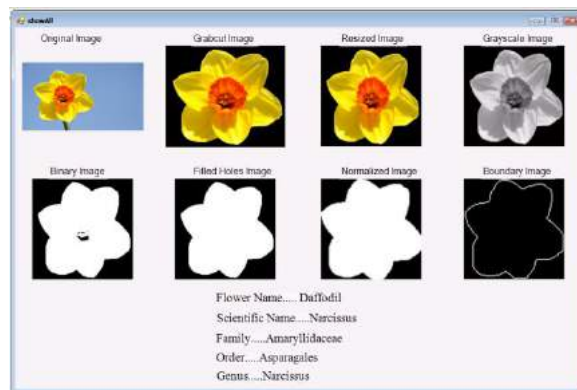 showAll
Original Image Grabcut Image Resized Image Grayscale Image
Binary Image Filled Holes Image Normalized Image Boundary Image
Flower Name..... Daffodil
Scientific Name....Narcissus
Family.....Amaryllidaceae
Order....Asparagales
Genus.....Narcissus